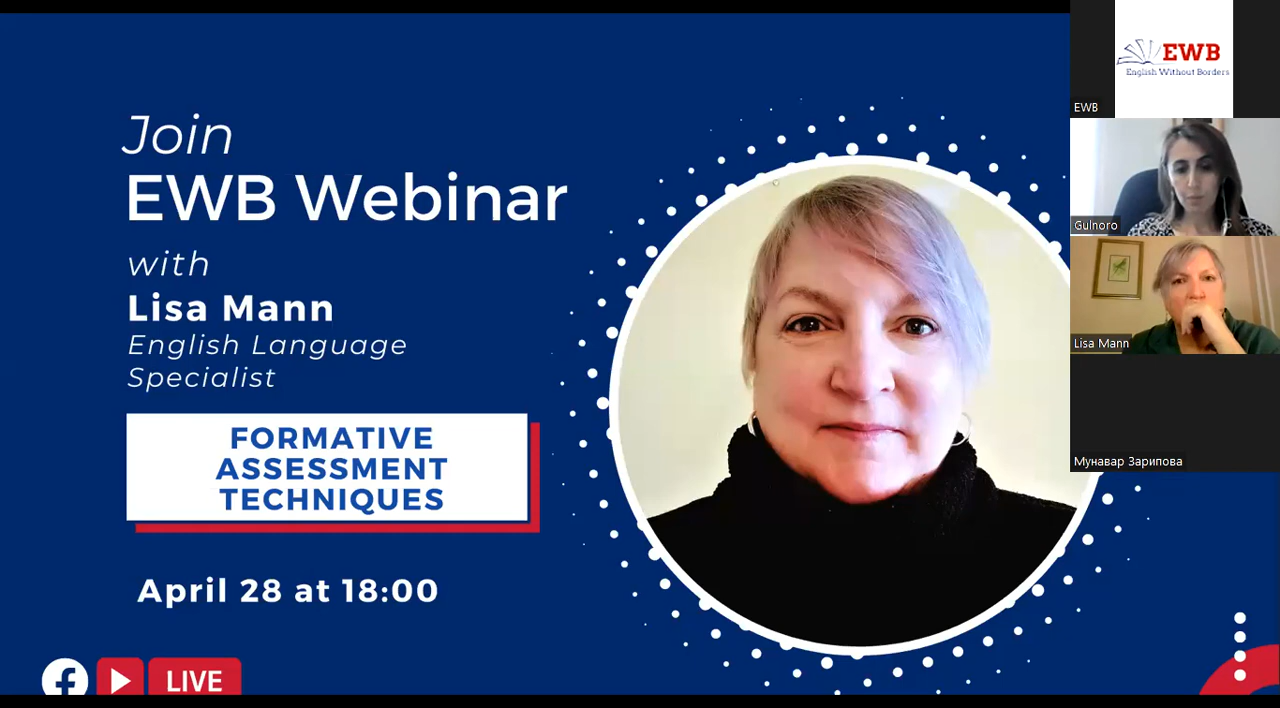 Join
EWB Webinar
with
Lisa Mann
English Language
Specialist
FORMATIVE
ASSESSMENT
TECHNIQUES
April 28 at 18:00
LIVE
EWB
English Without Borders
EWB
Gulnoro
Lisa Mann
Мунавар Зарипова